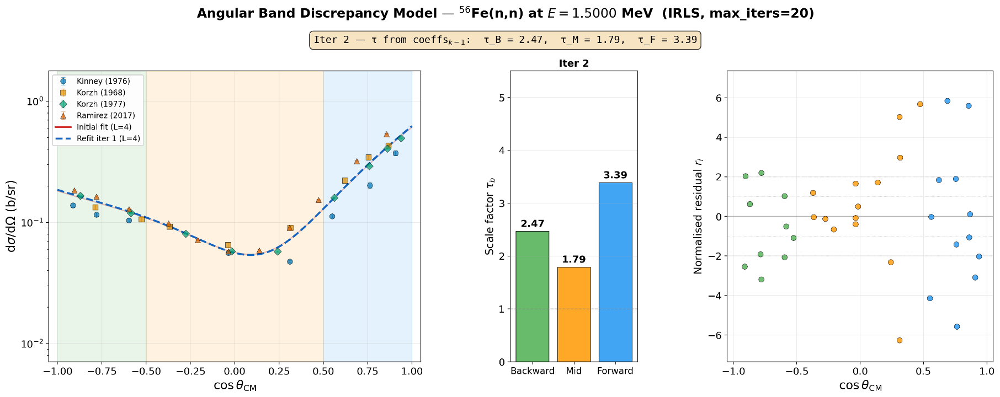 Angular Band Discrepancy Model — ⁵⁶Fe(n,n) at E = 1.5000 MeV (IRLS, max_iters=20)
Iter 2 — τ from coeffsₖ₋₁: τ_B = 2.47, τ_M = 1.79, τ_F = 3.39
Kinney (1976)
Korzh (1968)
Korzh (1977)
Ramirez (2017)
Initial fit (L=4)
Refit iter 1 (L=4)
dσ/dΩ (b/sr)
10⁰
10⁻¹
10⁻²
−1.00 −0.75 −0.50 −0.25 0.00 0.25 0.50 0.75 1.00
cos θ_CM
Iter 2
Scale factor τ_b
5
4
3
2
1
0
2.47
1.79
3.39
Backward Mid Forward
Normalised residual r_i
6
4
2
0
−2
−4
−6
−1.0 −0.5 0.0 0.5 1.0
cos θ_CM